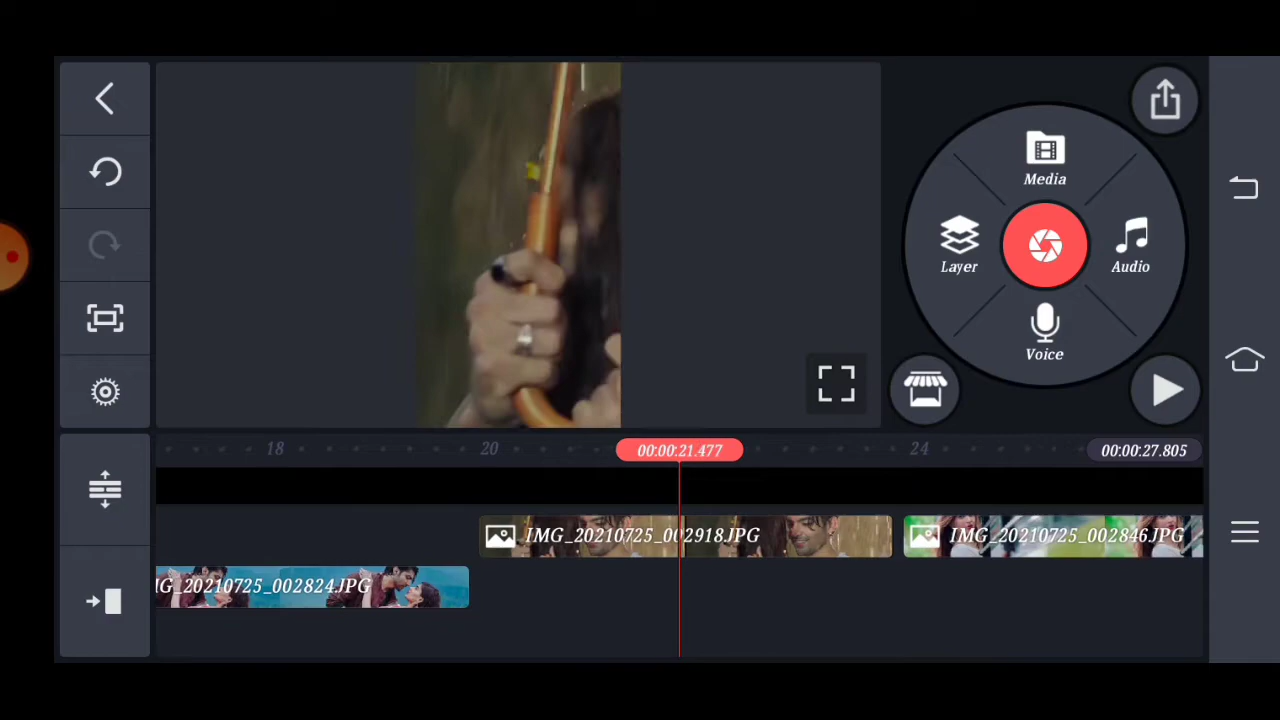 Media
Layer
Audio
Voice
18
20
00:00:21.477
24
00:00:27.805
IMG_20210725_002918.JPG
IMG_20210725_002846.JPG
IG_20210725_002824.JPG